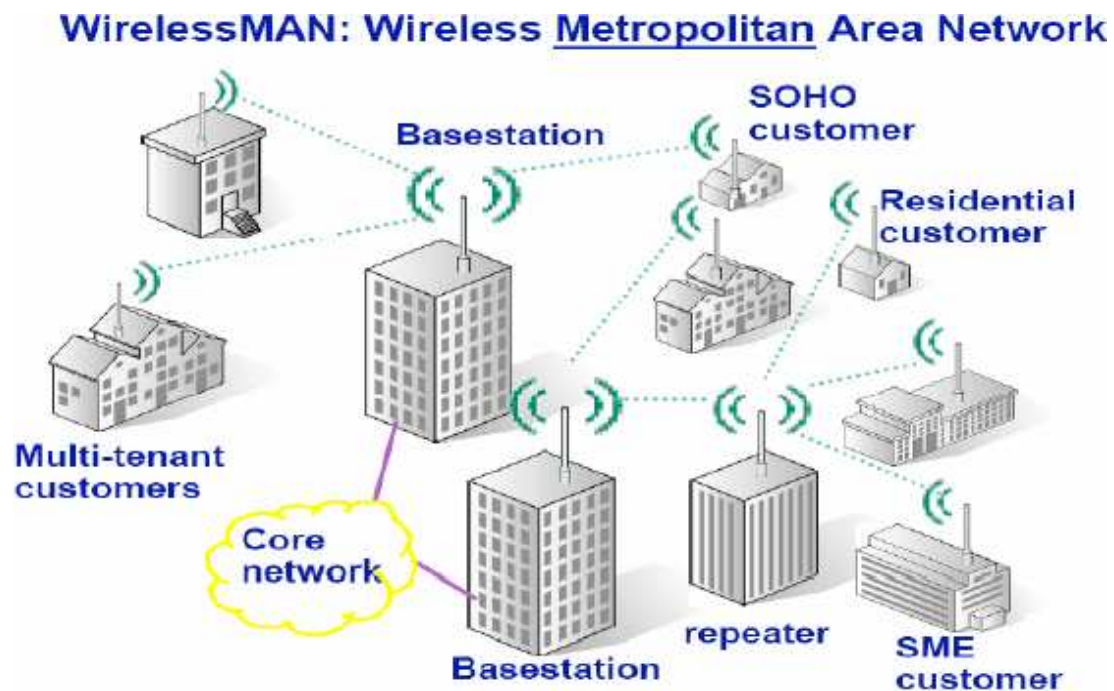 WirelessMAN: Wireless Metropolitan Area Network
SOHO
customer
Basestation
Residential
customer
Multi-tenant
customers
Core
network
repeater
Basestation
SME
customer